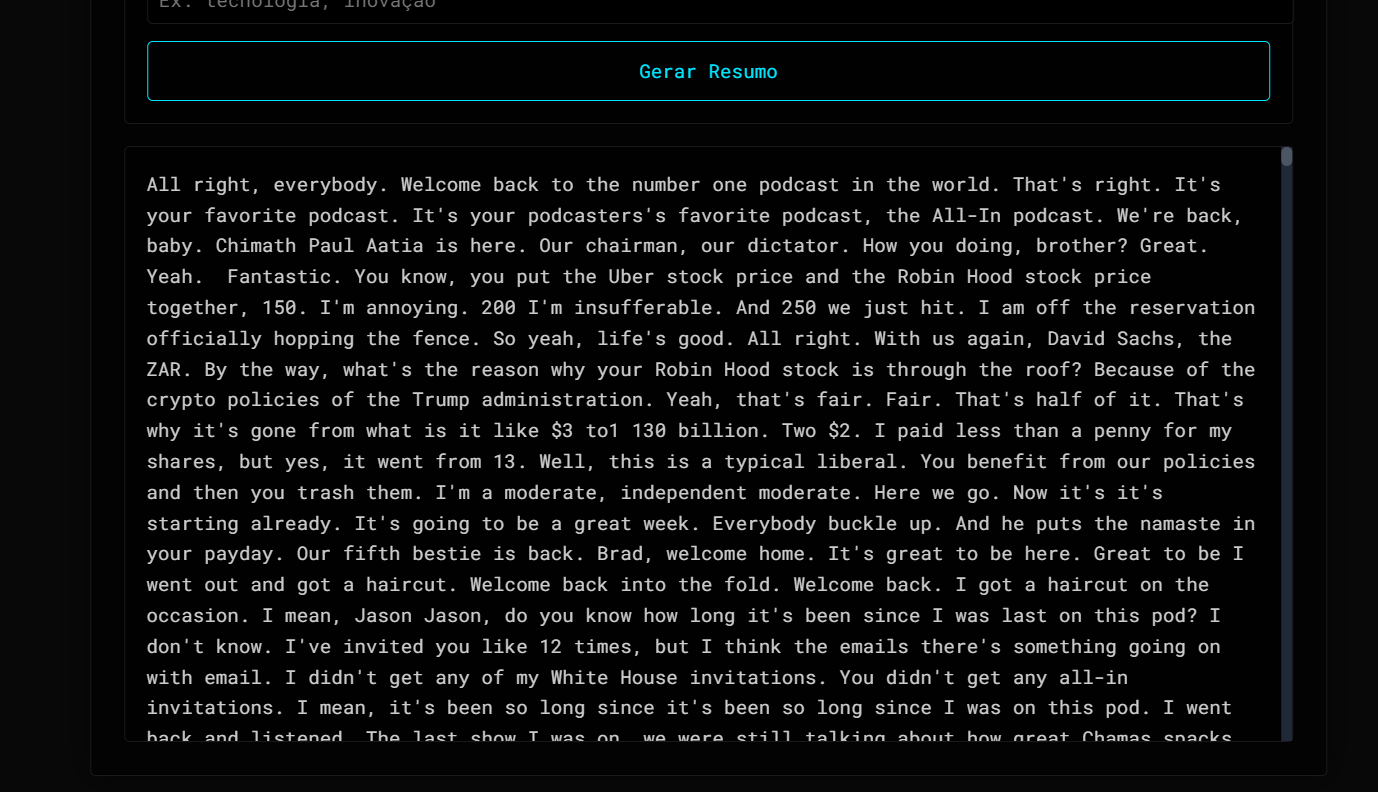 Ex: tecnologia, inovação
Gerar Resumo
All right, everybody. Welcome back to the number one podcast in the world. That's right. It's
your favorite podcast. It's your podcasters's favorite podcast, the All-In podcast. We're back,
baby. Chimath Paul Aatia is here. Our chairman, our dictator. How you doing, brother? Great.
Yeah.  Fantastic. You know, you put the Uber stock price and the Robin Hood stock price
together, 150. I'm annoying. 200 I'm insufferable. And 250 we just hit. I am off the reservation
officially hopping the fence. So yeah, life's good. All right. With us again, David Sachs, the
ZAR. By the way, what's the reason why your Robin Hood stock is through the roof? Because of the
crypto policies of the Trump administration. Yeah, that's fair. Fair. That's half of it. That's
why it's gone from what is it like $3 to1 130 billion. Two $2. I paid less than a penny for my
shares, but yes, it went from 13. Well, this is a typical liberal. You benefit from our policies
and then you trash them. I'm a moderate, independent moderate. Here we go. Now it's it's
starting already. It's going to be a great week. Everybody buckle up. And he puts the namaste in
your payday. Our fifth bestie is back. Brad, welcome home. It's great to be here. Great to be I
went out and got a haircut. Welcome back into the fold. Welcome back. I got a haircut on the
occasion. I mean, Jason Jason, do you know how long it's been since I was last on this pod? I
don't know. I've invited you like 12 times, but I think the emails there's something going on
with email. I didn't get any of my White House invitations. You didn't get any all-in
invitations. I mean, it's been so long since it's been so long since I was on this pod. I went
back and listened. The last show I was on, we were still talking about how great Chamas spacks